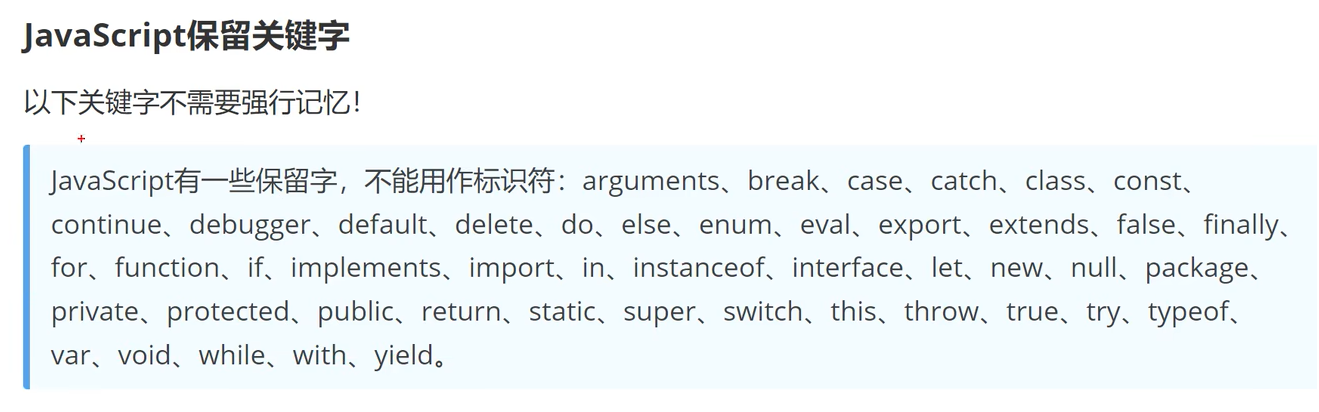 JavaScript保留关键字
以下关键字不需要强行记忆！
JavaScript有一些保留字，不能用作标识符：arguments、break、case、catch、class、const、
continue、debugger、default、delete、do、else、enum、eval、export、extends、false、finally、
for、function、if、implements、import、in、instanceof、interface、let、new、null、package、
private、protected、public、return、static、super、switch、this、throw、true、try、typeof、
var、void、while、with、yield。